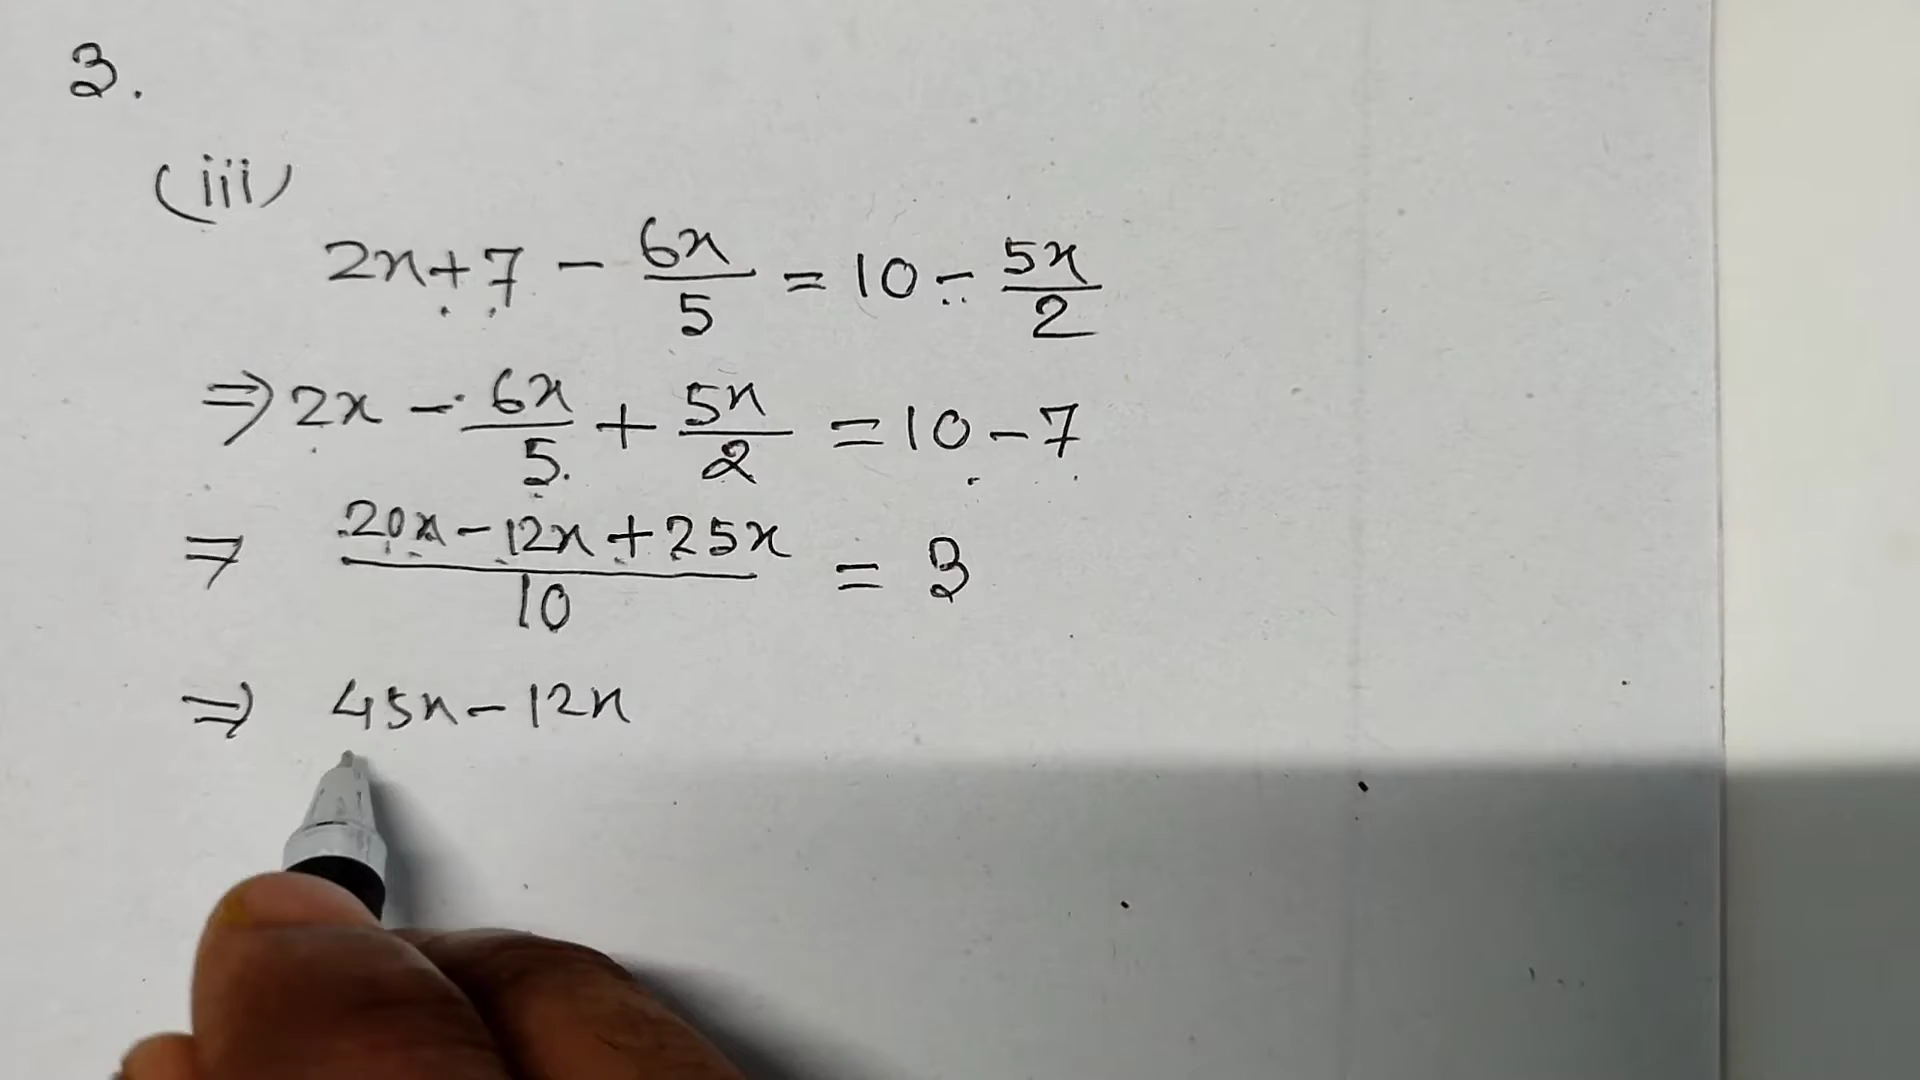 3.
(iii)
2x + 7 - 6x/5 = 10 - 5x/2
⇒ 2x - 6x/5 + 5x/2 = 10 - 7
⇒ 20x - 12x + 25x/10 = 3
⇒ 45x - 12x